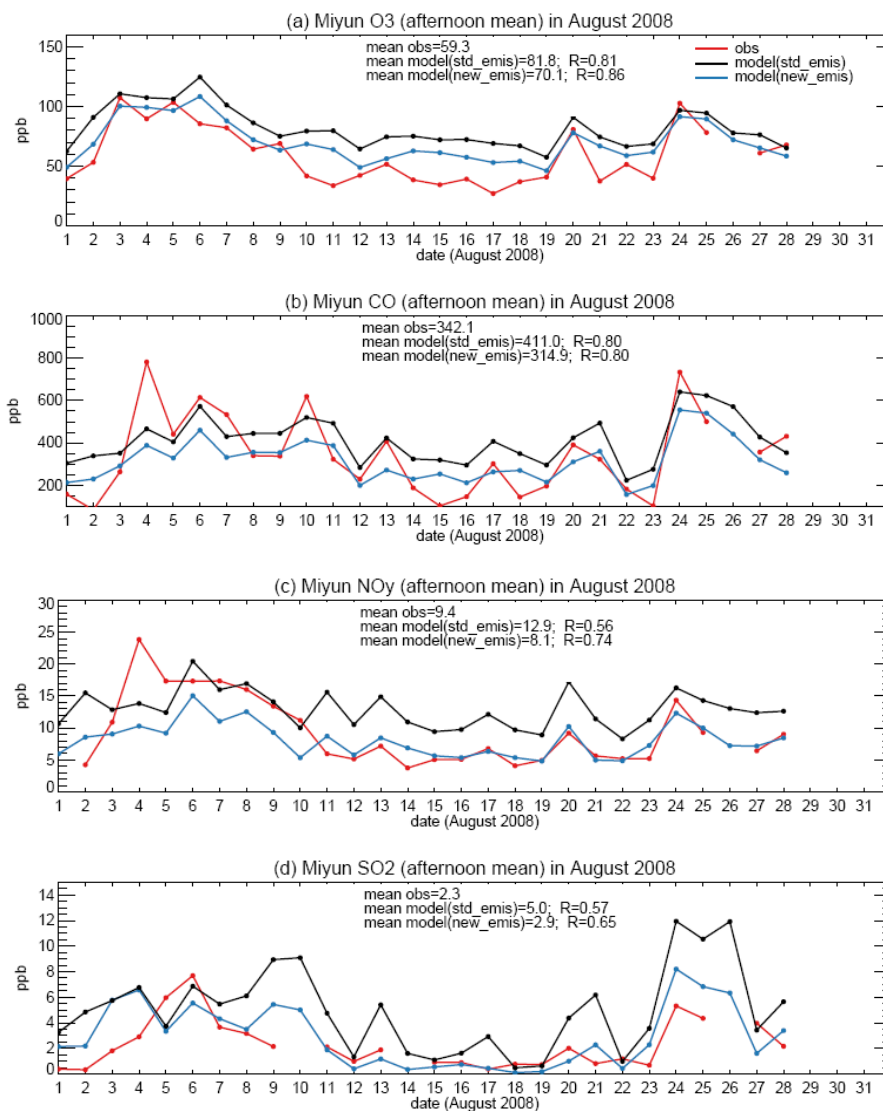 (a) Miyun O3 (afternoon mean) in August 2008
mean obs=59.3
mean model(std_emis)=81.8; R=0.81
mean model(new_emis)=70.1; R=0.86
obs
model(std_emis)
model(new_emis)
150
100
50
0
ppb
1 2 3 4 5 6 7 8 9 10 11 12 13 14 15 16 17 18 19 20 21 22 23 24 25 26 27 28 29 30 31
date (August 2008)
(b) Miyun CO (afternoon mean) in August 2008
mean obs=342.1
mean model(std_emis)=411.0; R=0.80
mean model(new_emis)=314.9; R=0.80
1000
800
600
400
200
ppb
1 2 3 4 5 6 7 8 9 10 11 12 13 14 15 16 17 18 19 20 21 22 23 24 25 26 27 28 29 30 31
date (August 2008)
(c) Miyun NOy (afternoon mean) in August 2008
mean obs=9.4
mean model(std_emis)=12.9; R=0.56
mean model(new_emis)=8.1; R=0.74
30
25
20
15
10
5
0
ppb
1 2 3 4 5 6 7 8 9 10 11 12 13 14 15 16 17 18 19 20 21 22 23 24 25 26 27 28 29 30 31
date (August 2008)
(d) Miyun SO2 (afternoon mean) in August 2008
mean obs=2.3
mean model(std_emis)=5.0; R=0.57
mean model(new_emis)=2.9; R=0.65
14
12
10
8
6
4
2
0
ppb
1 2 3 4 5 6 7 8 9 10 11 12 13 14 15 16 17 18 19 20 21 22 23 24 25 26 27 28 29 30 31
date (August 2008)